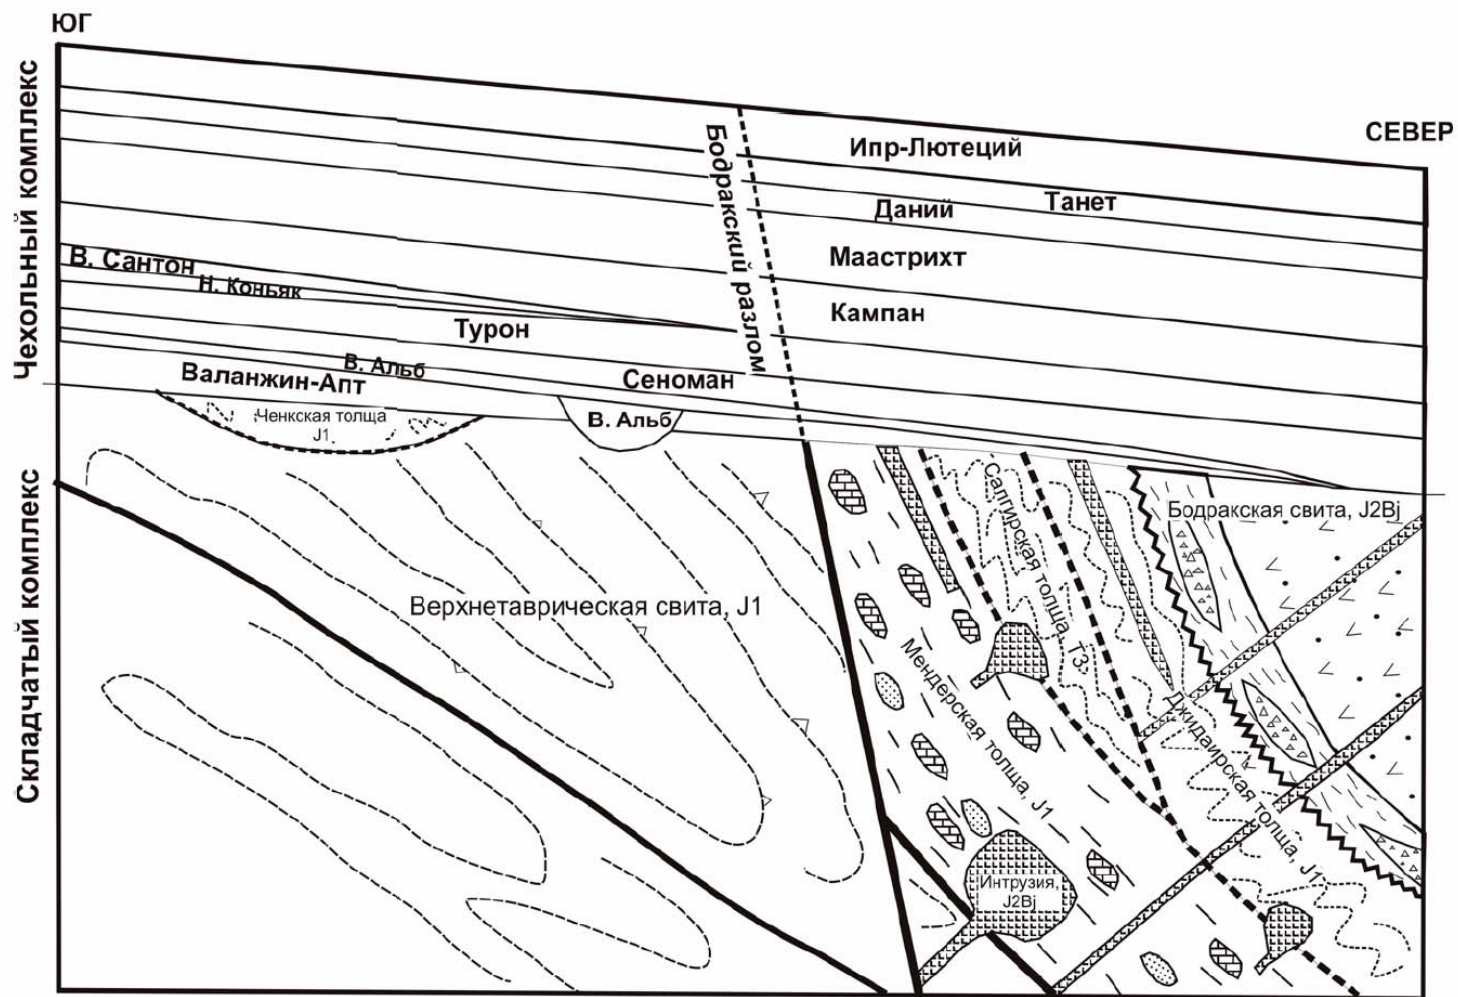 ЮГ
СЕВЕР
Чехольный комплекс
Складчатый комплекс
Бодракский разлом
Ипр-Лютеций
Танет
Даний
Маастрихт
Кампан
В. Сантон
Н. Коньяк
Турон
В. Альб
Сеноман
Валанжин-Апт
Ченкская толща
J1
В. Альб
Верхнетаврическая свита, J1
Мендерская толща, J1
Салгирская толща, T3
Джидаирская толща, J1
Бодракская свита, J2Bj
Интрузия,
J2Bj